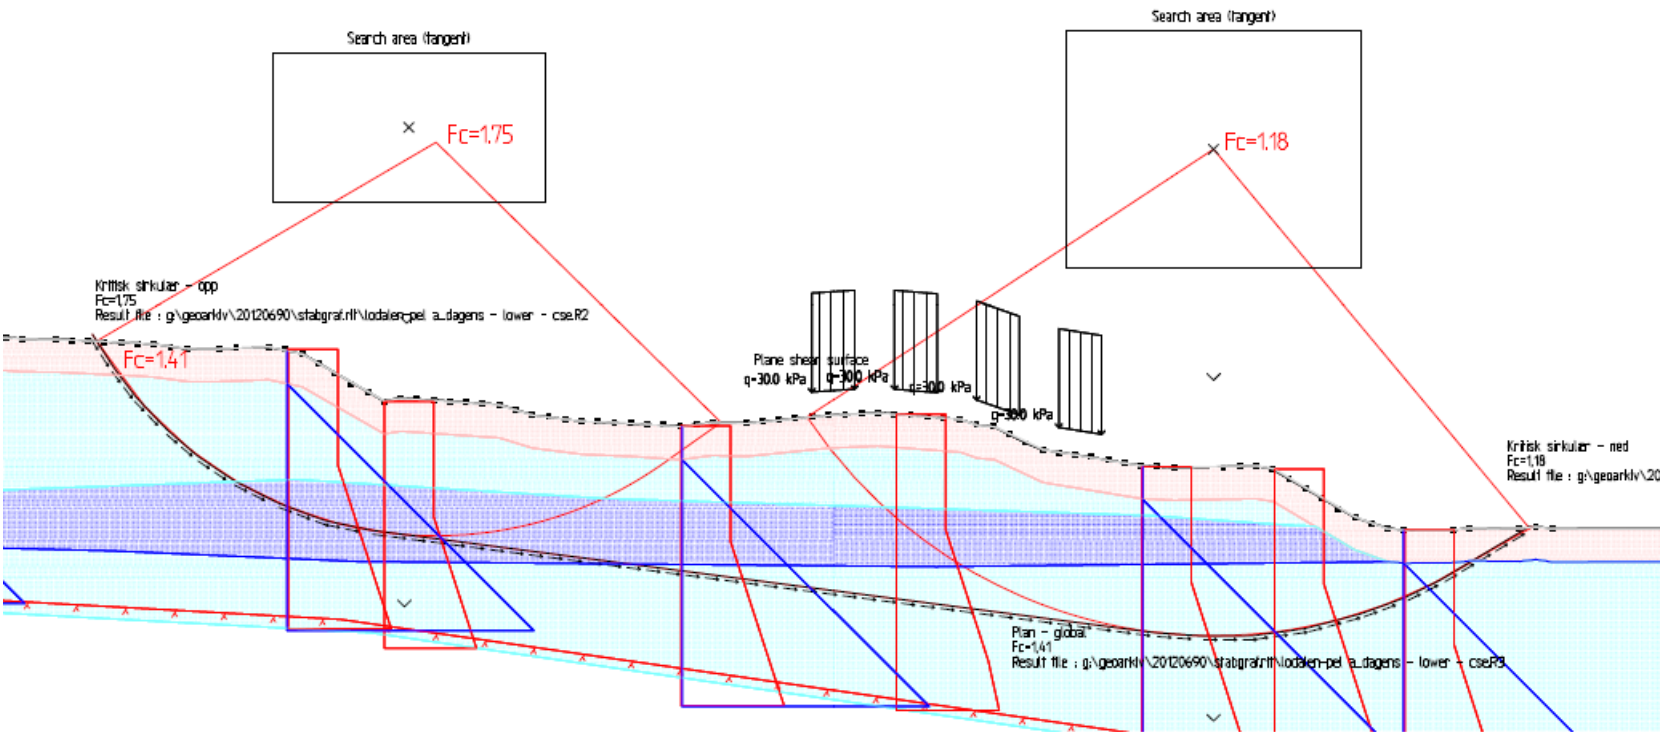 Search area (tangent)
Search area (tangent)
Fc=1.75
Fc=1.18
Kritisk sirkulær - opp
Fc=1,75
Result file : g:\geoarkiv\20120690\stabgraf.rit\lodalen-pel a_dagens - lower - cse.R2
Fc=1.41
Plane shear surface
q=30.0 kPa
q=30.0 kPa
q=30.0 kPa
q=30.0 kPa
Kritisk sirkulær - ned
Fc=1,18
Result file : g:\geoarkiv\20
Plan - global
Fc=1,41
Result file : g:\geoarkiv\20120690\stabgraf.rit\lodalen-pel a_dagens - lower - cse.R3